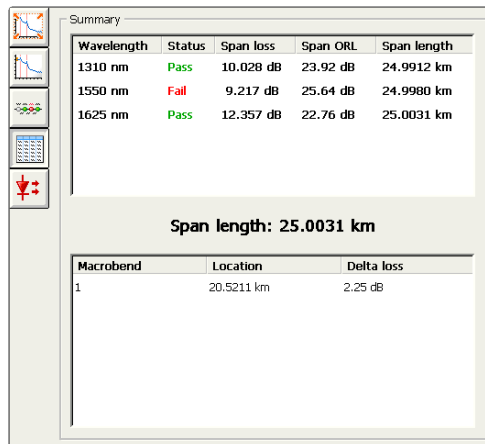 Summary
Wavelength Status Span loss Span ORL Span length
1310 nm Pass 10.028 dB 23.92 dB 24.9912 km
1550 nm Fail 9.217 dB 25.64 dB 24.9980 km
1625 nm Pass 12.357 dB 22.76 dB 25.0031 km
Span length: 25.0031 km
Macrobend Location Delta loss
1 20.5211 km 2.25 dB